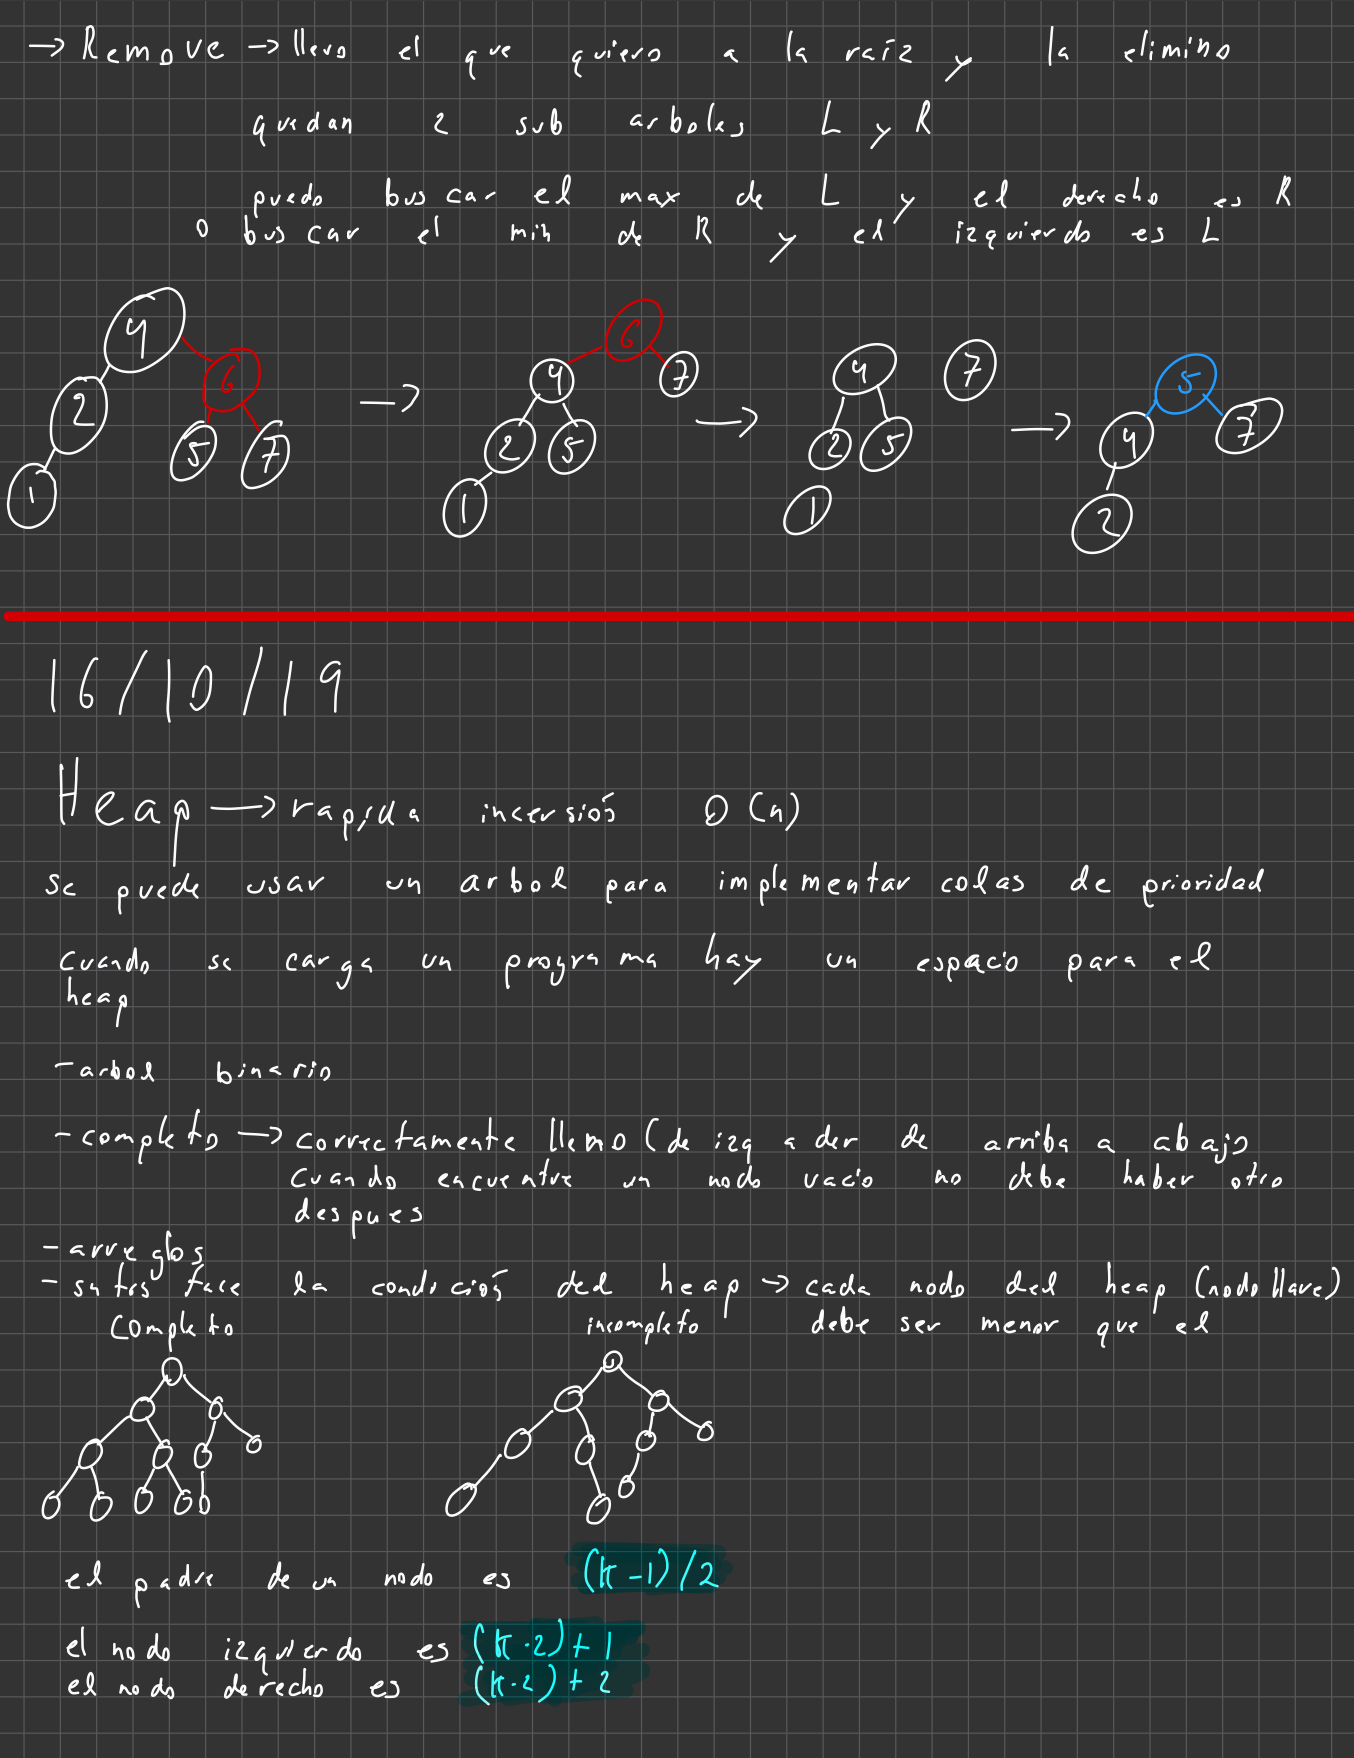 → Remove → llevo el que quiero a la raíz y la elimino
quedan 2 sub arboles L y R
puedo buscar el max de L y el derecho es R
o buscar el min de R y el izquierdo es L
4 2 1 6 5 7 → 6 4 7 2 5 1 → 4 2 5 1 7 → 5 4 7 2
16/10/19
Heap → rapida incersión O(n)
se puede usar un arbol para implementar colas de prioridad
cuando se carga un programa hay un espacio para el
heap
- arbol binario
- completo → correctamente lleno (de izq a der de arriba a abajo
cuando encuentre un nodo vacio no debe haber otro
despues
- arreglos
- satisface la condición del heap → cada nodo del heap (nodo llave)
debe ser menor que el
completo incompleto
el padre de un nodo es (k-1)/2
el nodo izquierdo es (k·2)+1
el nodo derecho es (k·2)+2